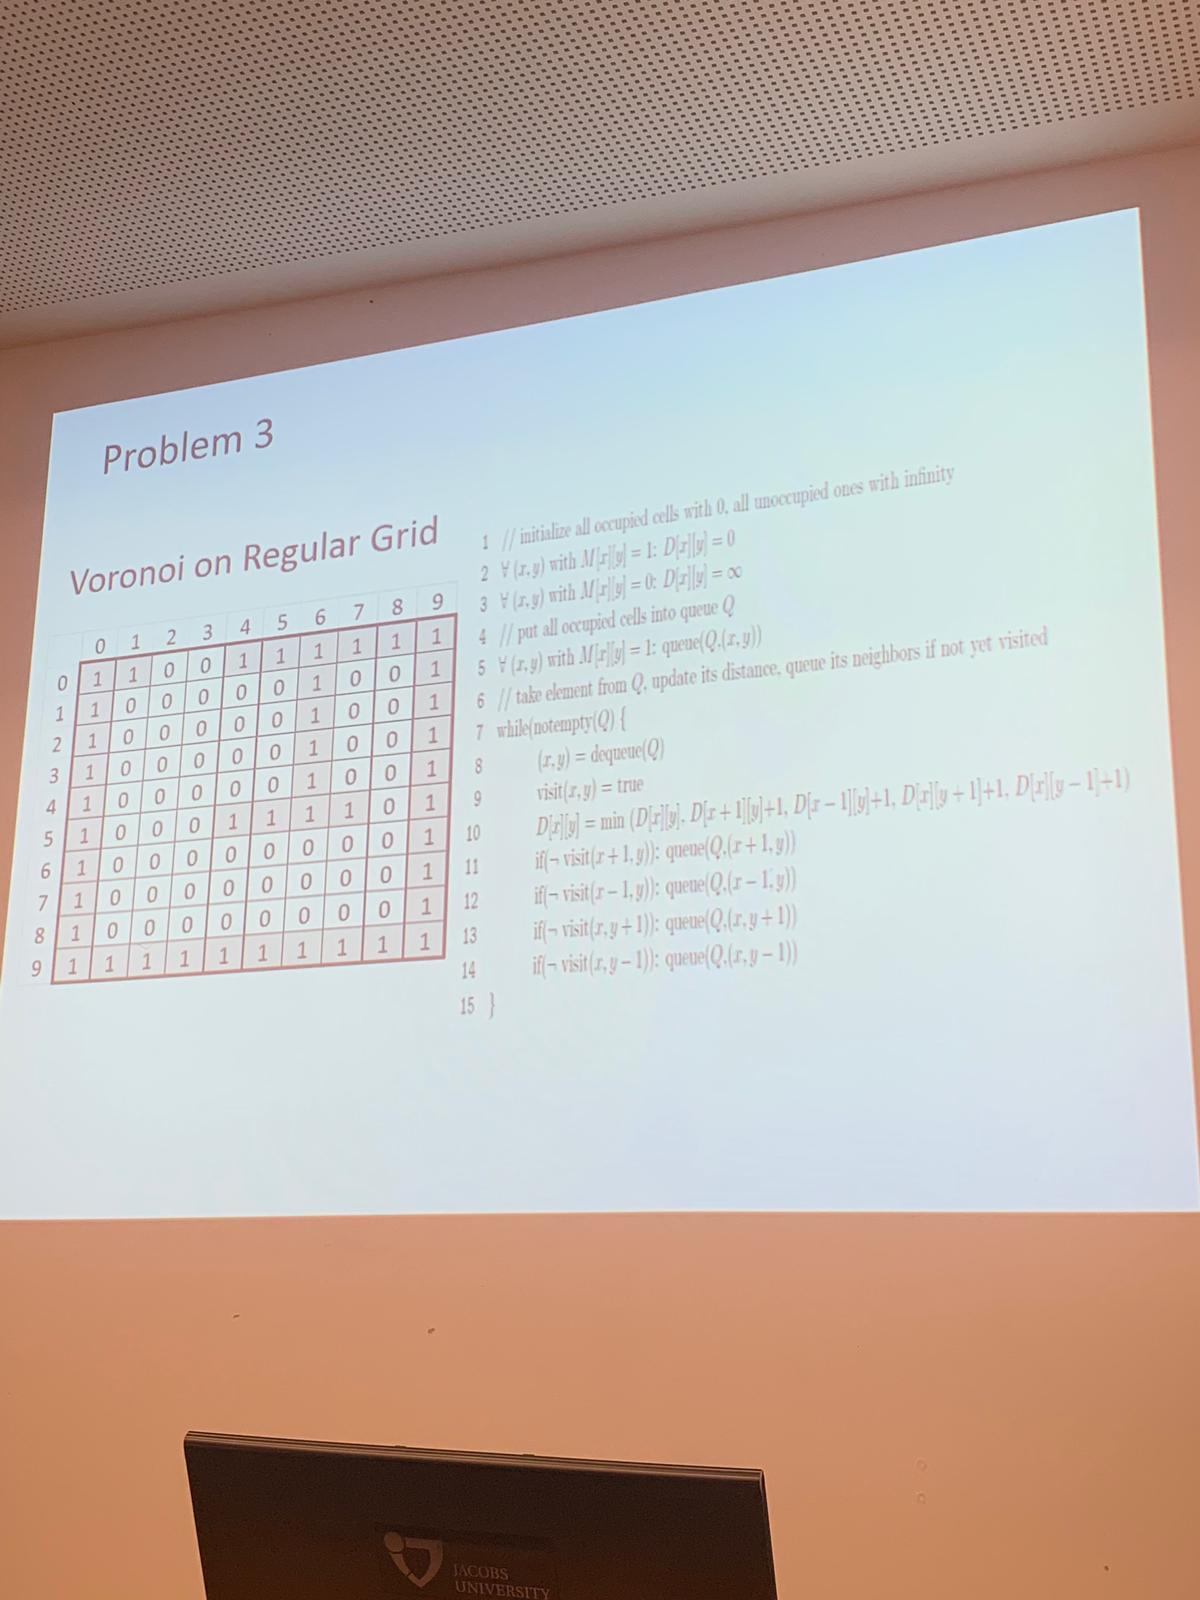 Problem 3
Voronoi on Regular Grid
0 1 2 3 4 5 6 7 8 9
0 1 1 0 0 1 1 1 1 1 1
1 1 0 0 0 0 0 1 0 0 1
2 1 0 0 0 0 0 1 0 0 1
3 1 0 0 0 0 0 1 0 0 1
4 1 0 0 0 0 0 1 0 0 1
5 1 0 0 0 1 1 1 1 0 1
6 1 0 0 0 0 0 0 0 0 1
7 1 0 0 0 0 0 0 0 0 1
8 1 0 0 0 0 0 0 0 0 1
9 1 1 1 1 1 1 1 1 1 1
1 // initialize all occupied cells with 0, all unoccupied ones with infinity
2 ∀ (x,y) with M[x][y] = 1: D[x][y] = 0
3 ∀ (x,y) with M[x][y] = 0: D[x][y] = ∞
4 // put all occupied cells into queue Q
5 ∀ (x,y) with M[x][y] = 1: queue(Q,(x,y))
6 // take element from Q, update its distance, queue its neighbors if not yet visited
7 while(notempty(Q) {
8 (x,y) = dequeue(Q)
9 visit(x,y) = true
10 D[x][y] = min (D[x][y], D[x+1][y]+1, D[x−1][y]+1, D[x][y+1]+1, D[x][y−1]+1)
11 if(¬ visit(x+1,y)): queue(Q,(x+1,y))
12 if(¬ visit(x−1,y)): queue(Q,(x−1,y))
13 if(¬ visit(x,y+1)): queue(Q,(x,y+1))
14 if(¬ visit(x,y−1)): queue(Q,(x,y−1))
15 }
JACOBS
UNIVERSITY